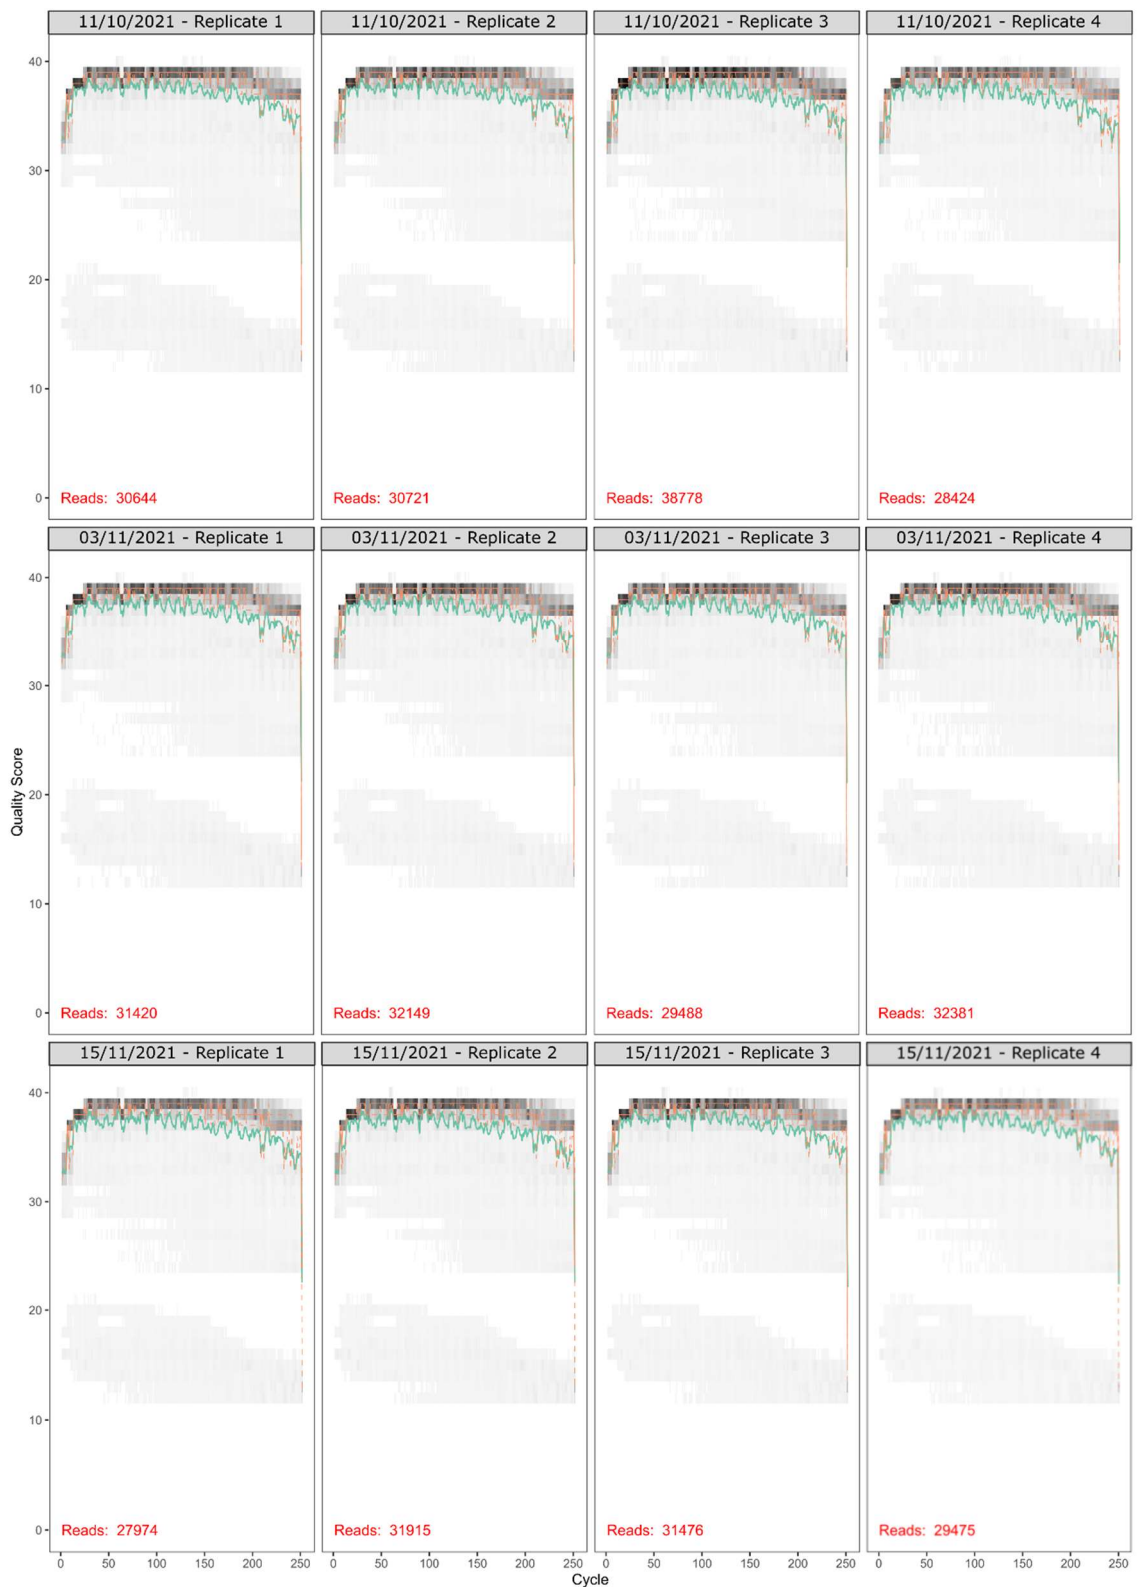 11/10/2021 - Replicate 1
11/10/2021 - Replicate 2
11/10/2021 - Replicate 3
11/10/2021 - Replicate 4
40
30
20
10
0
Reads: 30644
Reads: 30721
Reads: 38778
Reads: 28424
03/11/2021 - Replicate 1
03/11/2021 - Replicate 2
03/11/2021 - Replicate 3
03/11/2021 - Replicate 4
40
30
20
10
0
Quality Score
Reads: 31420
Reads: 32149
Reads: 29488
Reads: 32381
15/11/2021 - Replicate 1
15/11/2021 - Replicate 2
15/11/2021 - Replicate 3
15/11/2021 - Replicate 4
40
30
20
10
0
Reads: 27974
Reads: 31915
Reads: 31476
Reads: 29475
0 50 100 150 200 250
0 50 100 150 200 250
0 50 100 150 200 250
0 50 100 150 200 250
Cycle